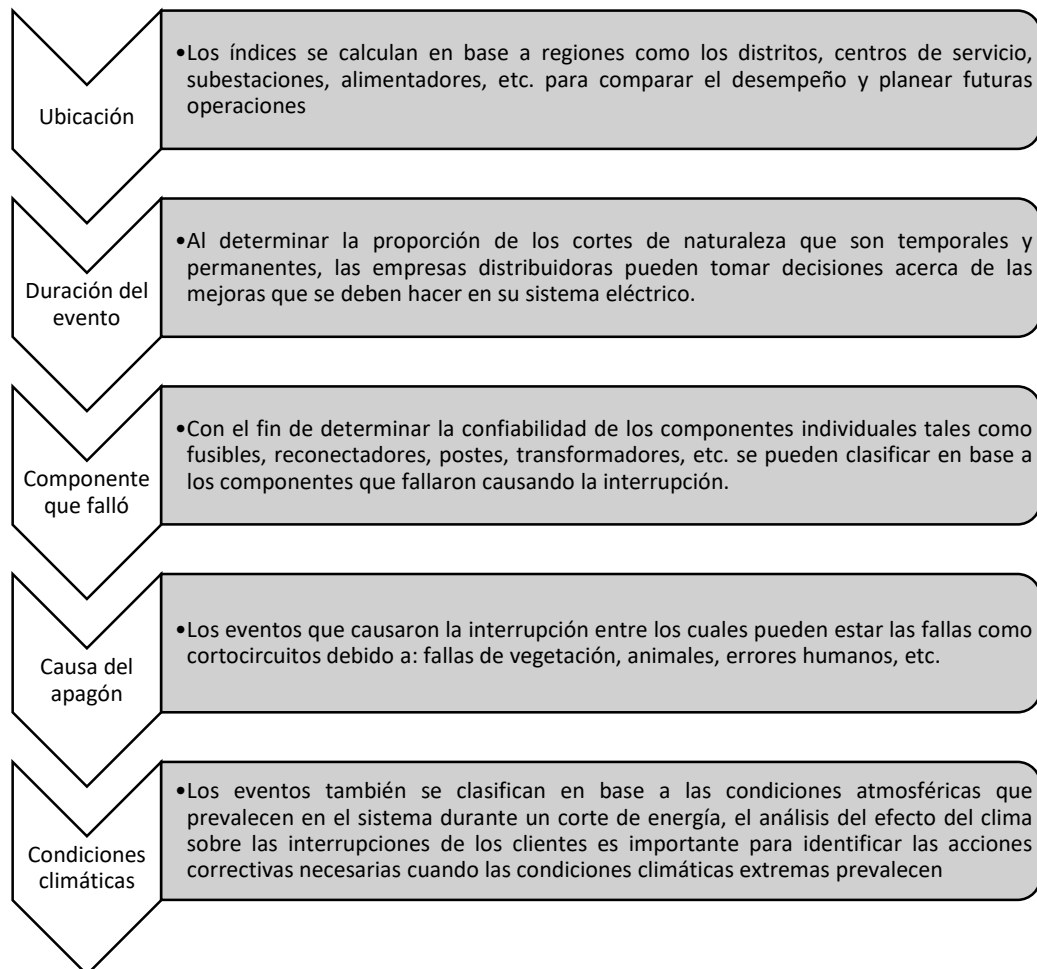 Ubicación
•Los índices se calculan en base a regiones como los distritos, centros de servicio,
subestaciones, alimentadores, etc. para comparar el desempeño y planear futuras
operaciones
Duración del
evento
•Al determinar la proporción de los cortes de naturaleza que son temporales y
permanentes, las empresas distribuidoras pueden tomar decisiones acerca de las
mejoras que se deben hacer en su sistema eléctrico.
Componente
que falló
•Con el fin de determinar la confiabilidad de los componentes individuales tales como
fusibles, reconectadores, postes, transformadores, etc. se pueden clasificar en base a
los componentes que fallaron causando la interrupción.
Causa del
apagón
•Los eventos que causaron la interrupción entre los cuales pueden estar las fallas como
cortocircuitos debido a: fallas de vegetación, animales, errores humanos, etc.
Condiciones
climáticas
•Los eventos también se clasifican en base a las condiciones atmosféricas que
prevalecen en el sistema durante un corte de energía, el análisis del efecto del clima
sobre las interrupciones de los clientes es importante para identificar las acciones
correctivas necesarias cuando las condiciones climáticas extremas prevalecen